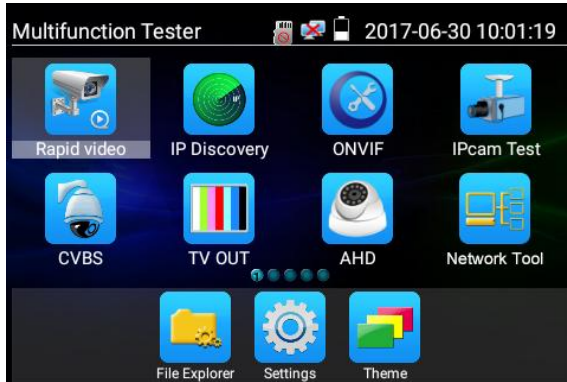 Multifunction Tester 2017-06-30 10:01:19
Rapid video IP Discovery ONVIF IPcam Test
CVBS TV OUT AHD Network Tool
1
File Explorer Settings Theme